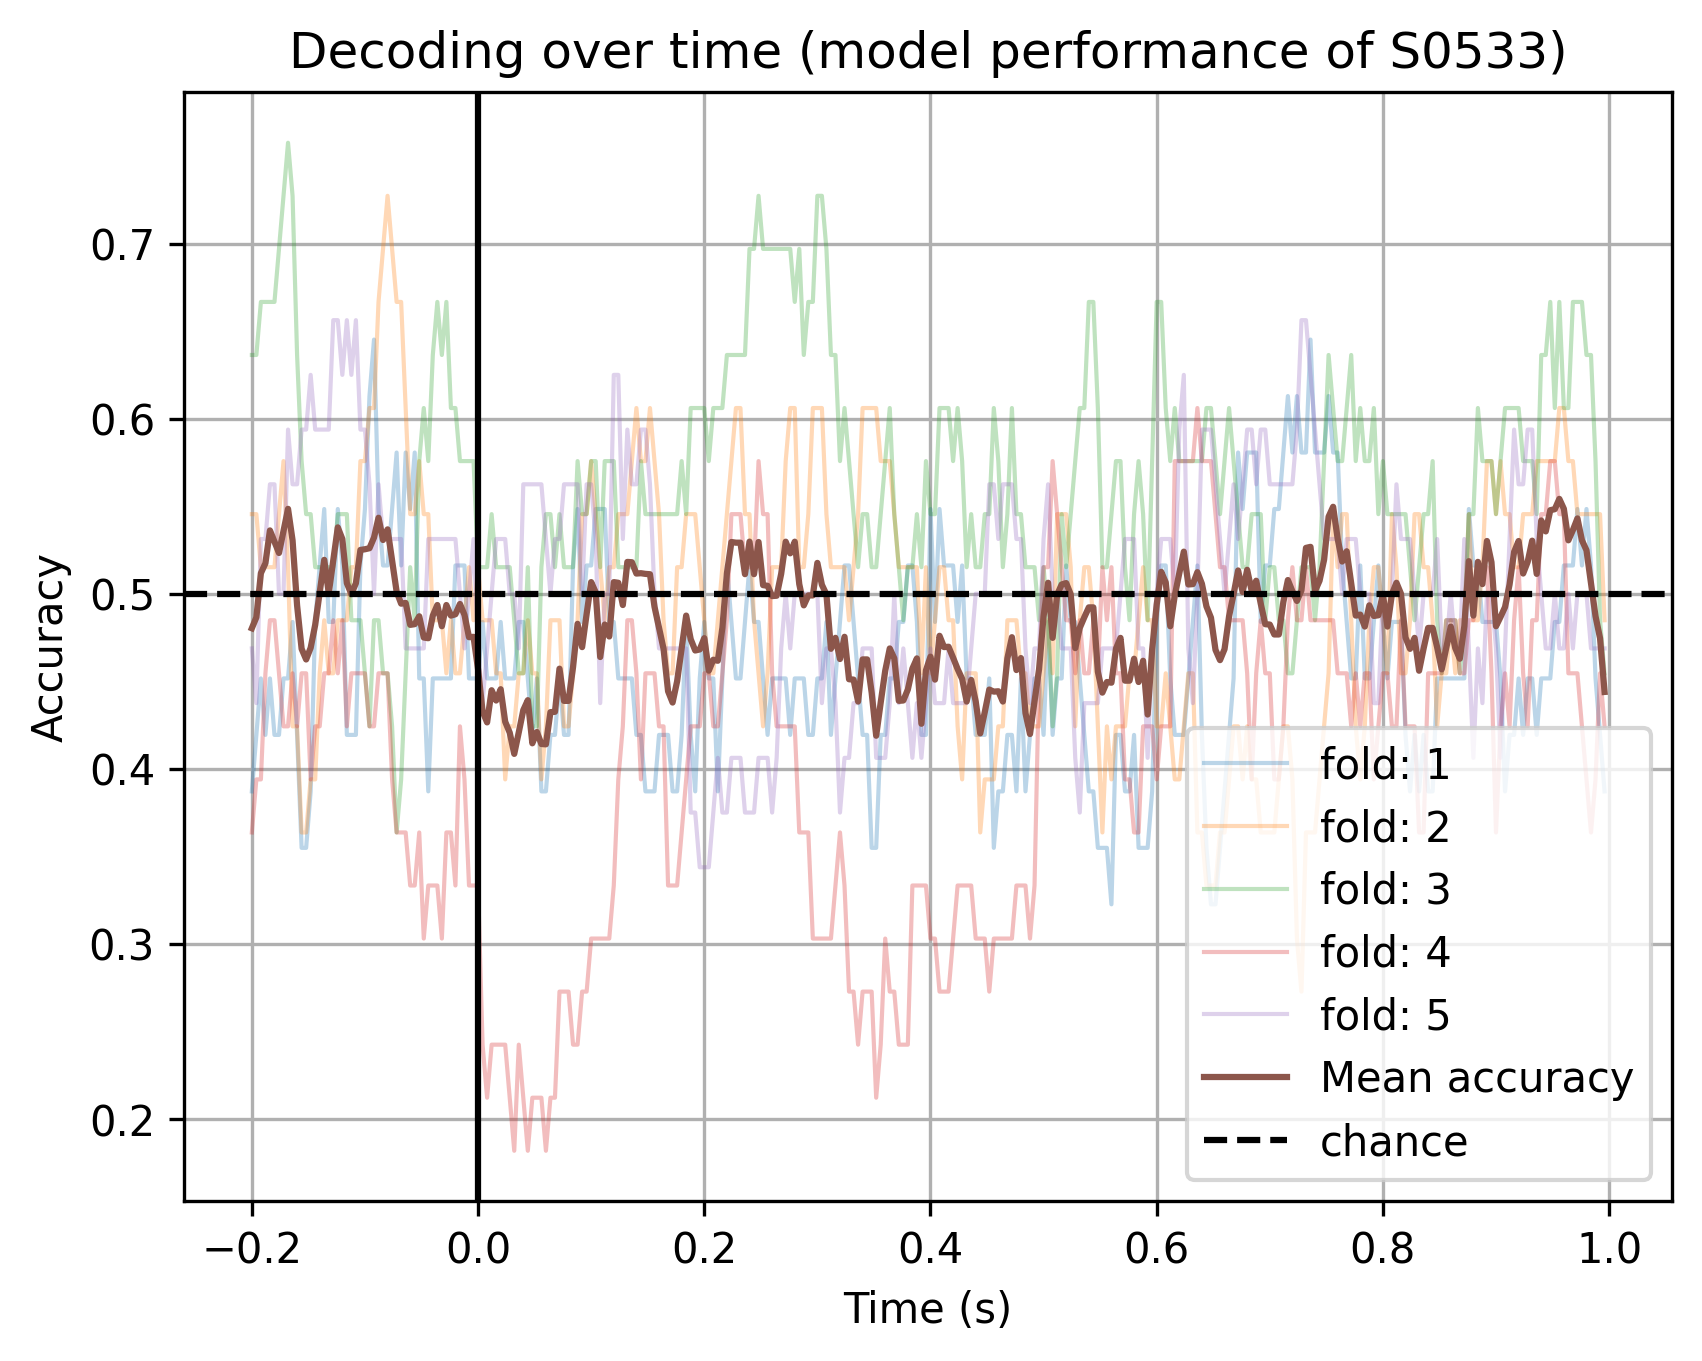 Decoding over time (model performance of S0533)
Accuracy
0.7
0.6
0.5
0.4
0.3
0.2
fold: 1
fold: 2
fold: 3
fold: 4
fold: 5
Mean accuracy
chance
−0.2 0.0 0.2 0.4 0.6 0.8 1.0
Time (s)